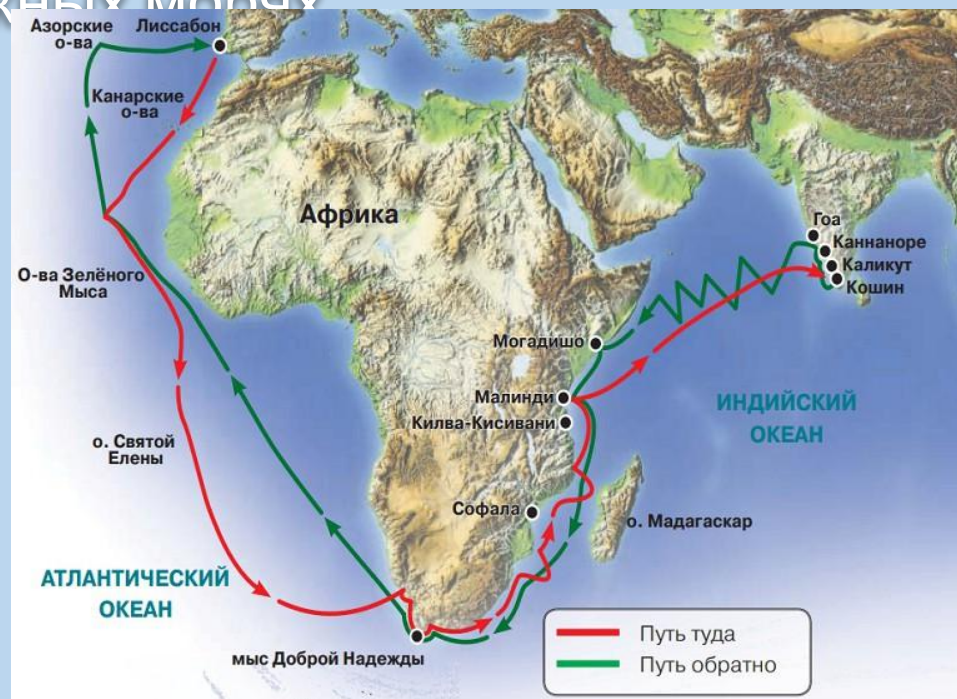 морях
Азорские
о-ва
Лиссабон
Канарские
о-ва
Африка
О-ва Зелёного
Мыса
Гоа
Каннаноре
Каликут
Кошин
Могадишо
Малинди
Килва-Кисивани
ИНДИЙСКИЙ
ОКЕАН
о. Святой
Елены
Софала
о. Мадагаскар
АТЛАНТИЧЕСКИЙ
ОКЕАН
мыс Доброй Надежды
Путь туда
Путь обратно